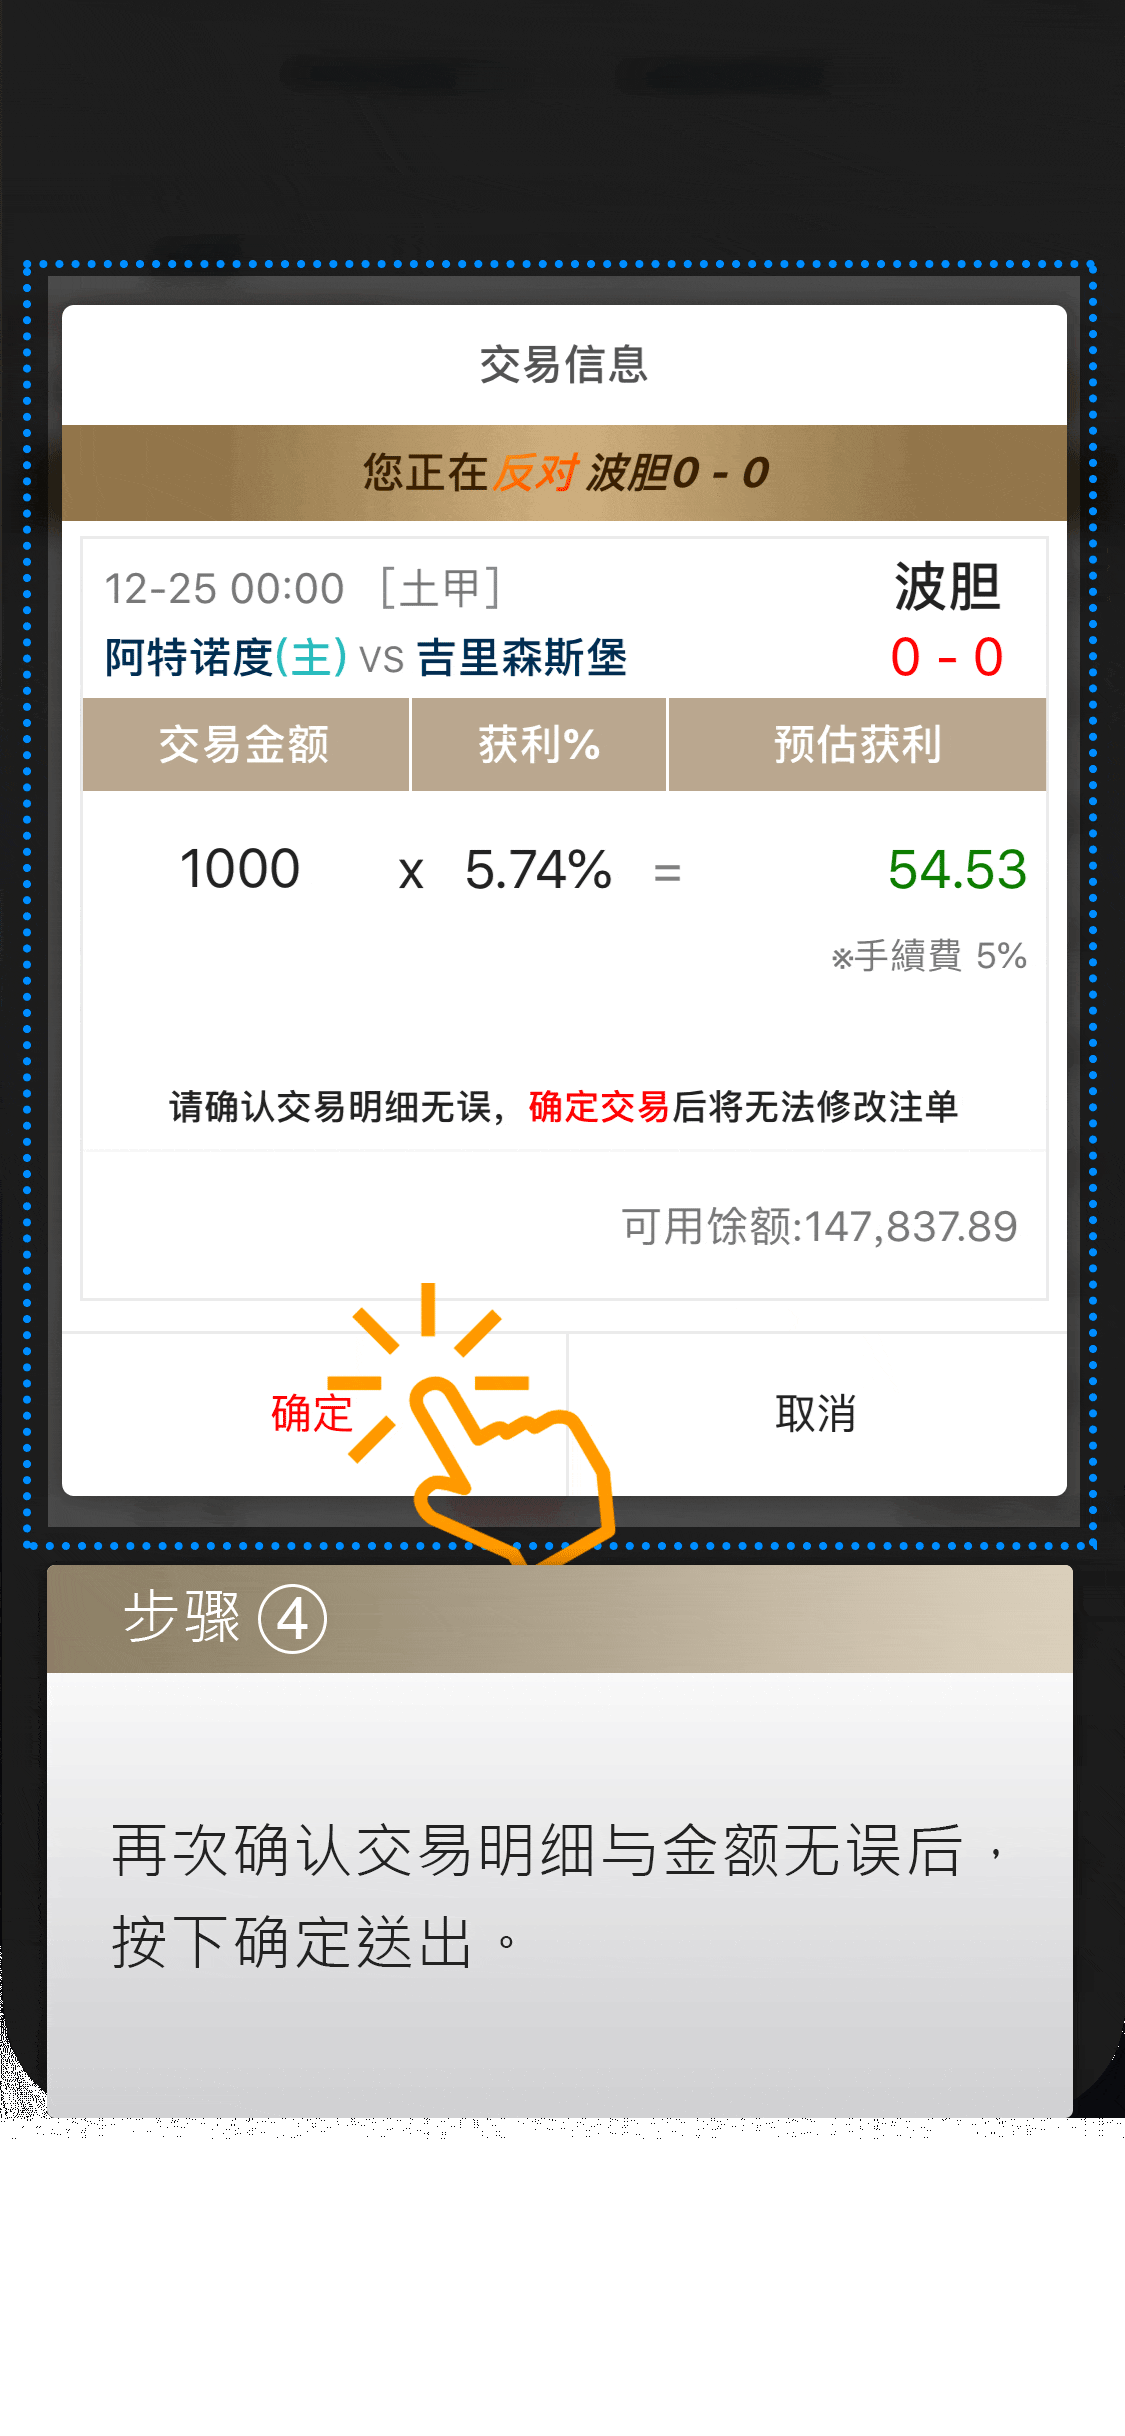 交易信息
您正在反对 波胆0 - 0
12-25 00:00 [土甲] 波胆
阿特诺度(主) VS 吉里森斯堡 0 - 0
交易金额 获利% 预估获利
1000 x 5.74% = 54.53
※手續費 5%
请确认交易明细无误，确定交易后将无法修改注单
可用馀额:147,837.89
确定 取消
步骤 ④
再次确认交易明细与金额无误后，
按下确定送出。